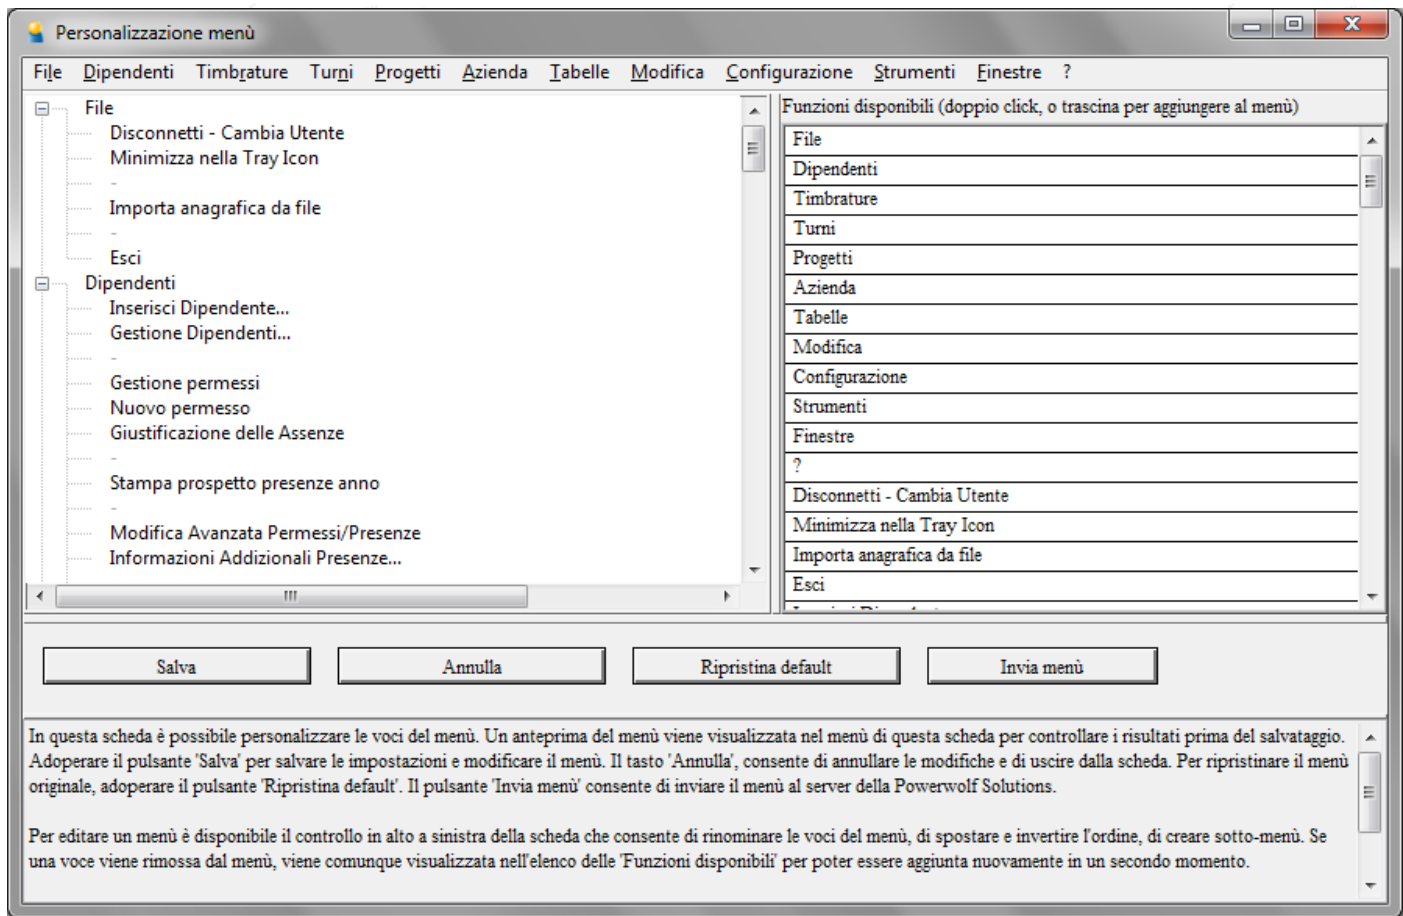 Personalizzazione menù
File Dipendenti Timbrature Turni Progetti Azienda Tabelle Modifica Configurazione Strumenti Finestre ?
File
Disconnetti - Cambia Utente
Minimizza nella Tray Icon
-
Importa anagrafica da file
-
Esci
Dipendenti
Inserisci Dipendente...
Gestione Dipendenti...
-
Gestione permessi
Nuovo permesso
Giustificazione delle Assenze
-
Stampa prospetto presenze anno
-
Modifica Avanzata Permessi/Presenze
Informazioni Addizionali Presenze...
Funzioni disponibili (doppio click, o trascina per aggiungere al menù)
File
Dipendenti
Timbrature
Turni
Progetti
Azienda
Tabelle
Modifica
Configurazione
Strumenti
Finestre
?
Disconnetti - Cambia Utente
Minimizza nella Tray Icon
Importa anagrafica da file
Esci
Salva Annulla Ripristina default Invia menù
In questa scheda è possibile personalizzare le voci del menù. Un anteprima del menù viene visualizzata nel menù di questa scheda per controllare i risultati prima del salvataggio.
Adoperare il pulsante 'Salva' per salvare le impostazioni e modificare il menù. Il tasto 'Annulla', consente di annullare le modifiche e di uscire dalla scheda. Per ripristinare il menù
originale, adoperare il pulsante 'Ripristina default'. Il pulsante 'Invia menù' consente di inviare il menù al server della Powerwolf Solutions.
Per editare un menù è disponibile il controllo in alto a sinistra della scheda che consente di rinominare le voci del menù, di spostare e invertire l'ordine, di creare sotto-menù. Se
una voce viene rimossa dal menù, viene comunque visualizzata nell'elenco delle 'Funzioni disponibili' per poter essere aggiunta nuovamente in un secondo momento.